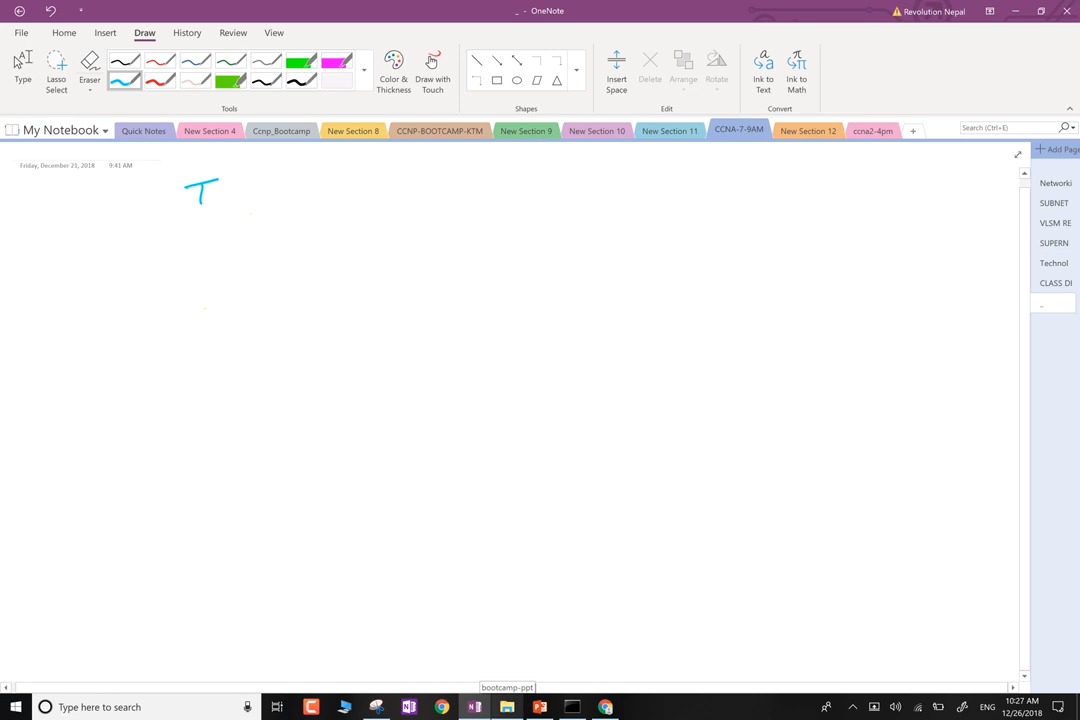 _ - OneNote
Revolution Nepal
File Home Insert Draw History Review View
Type
Lasso Select
Eraser
Color & Thickness
Draw with Touch
Insert Space
Delete
Arrange
Rotate
Ink to Text
Ink to Math
Tools Shapes Edit Convert
My Notebook Quick Notes New Section 4 Ccnp_Bootcamp New Section 8 CCNP-BOOTCAMP-KTM New Section 9 New Section 10 New Section 11 CCNA-7-9AM New Section 12 ccna2-4pm + Search (Ctrl+E)
Add Page
Friday, December 21, 2018 9:41 AM
T
Networki
SUBNET
VLSM RE
SUPERN
Technol
CLASS DI
_
bootcamp-ppt
Type here to search
ENG
10:27 AM
12/26/2018